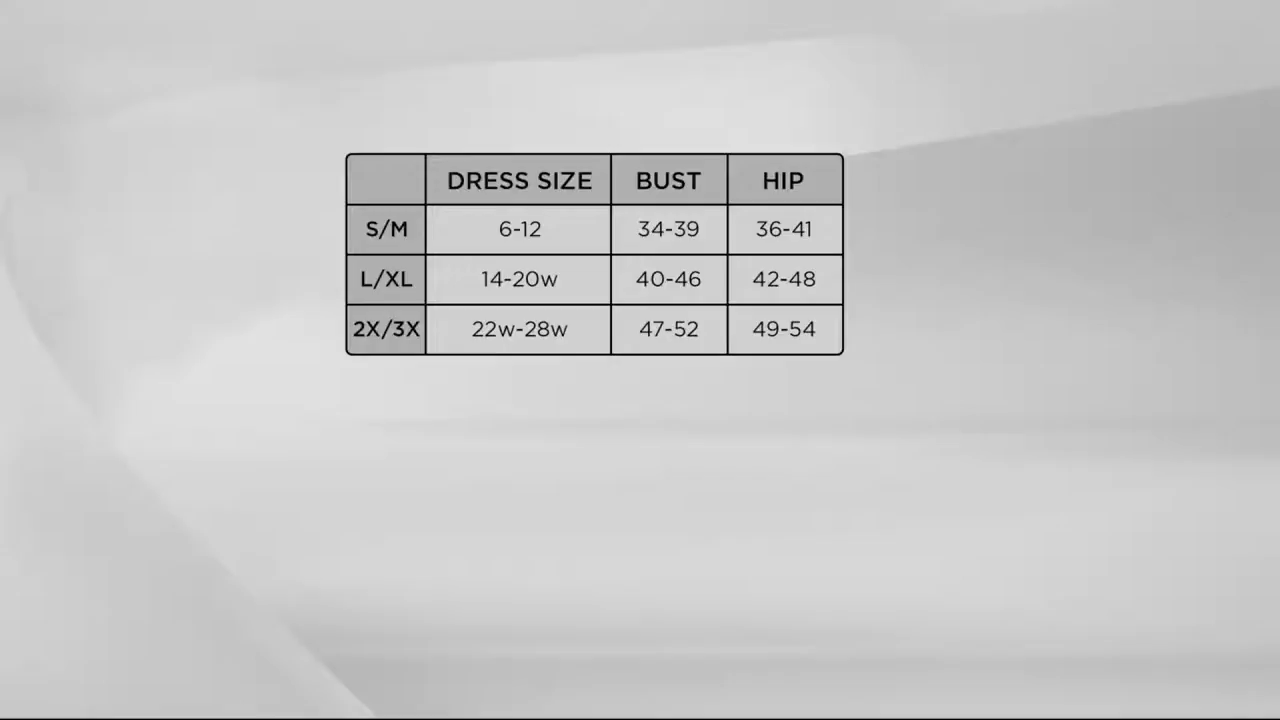 DRESS SIZE BUST HIP
S/M 6-12 34-39 36-41
L/XL 14-20w 40-46 42-48
2X/3X 22w-28w 47-52 49-54